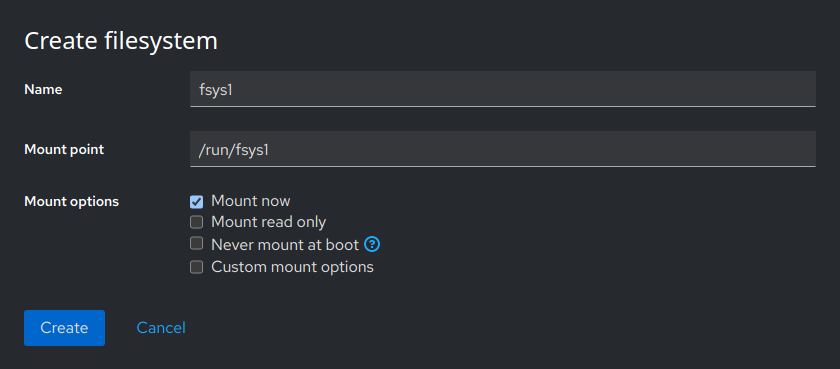 Create filesystem
Name
fsys1
Mount point
/run/fsys1
Mount options
Mount now
Mount read only
Never mount at boot ?
Custom mount options
Create
Cancel